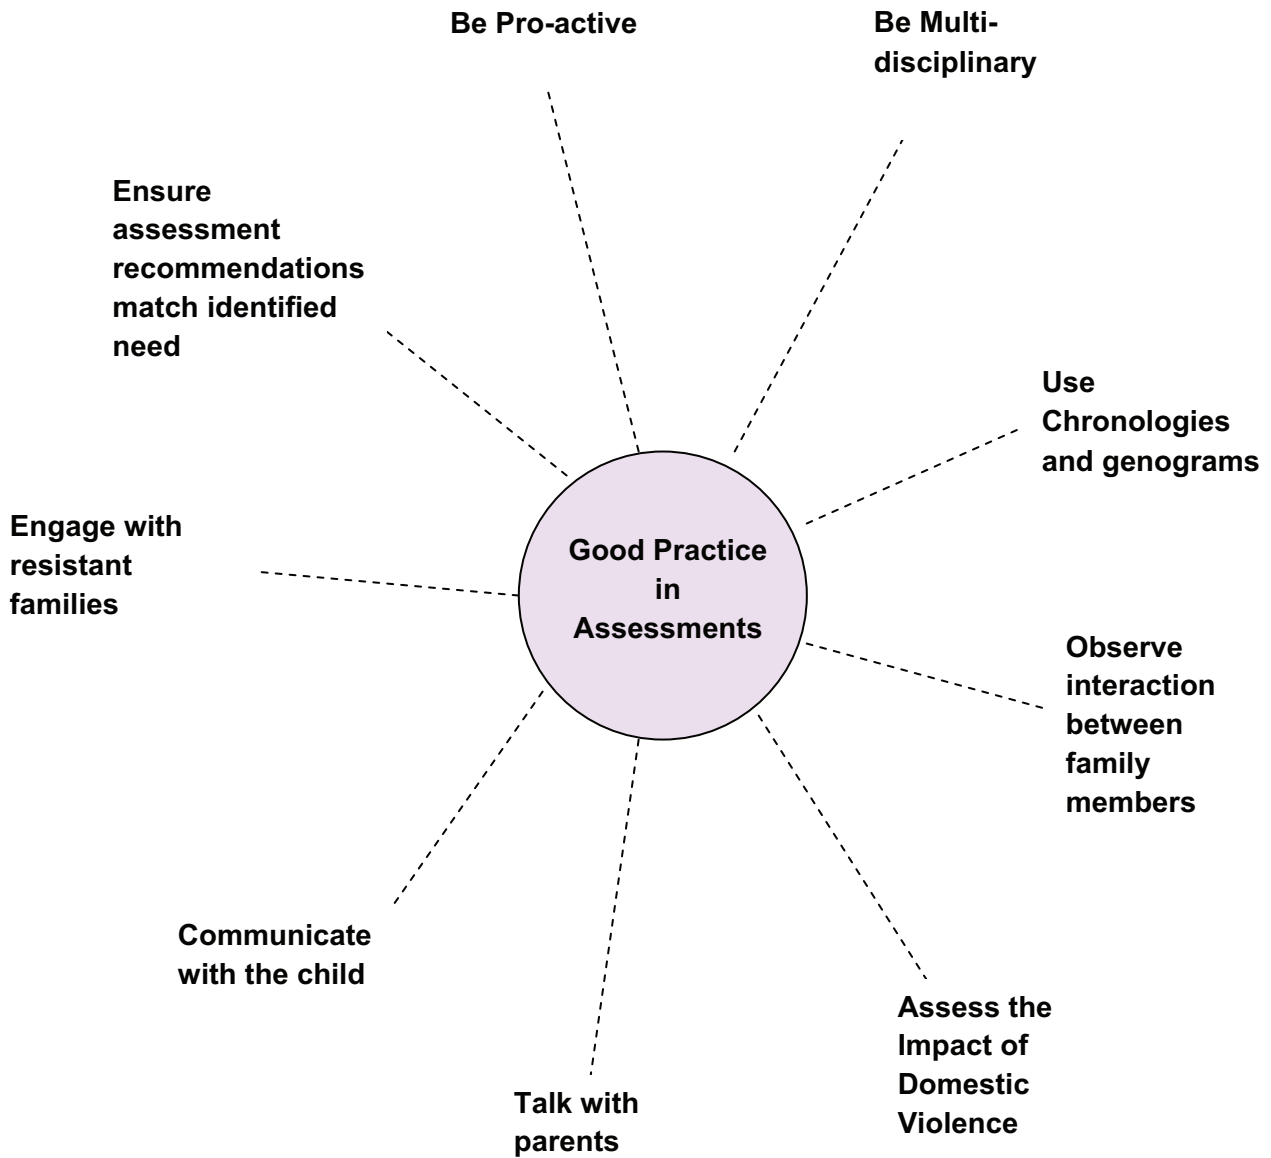 Be Pro-active
Be Multi-
disciplinary
Ensure
assessment
recommendations
match identified
need
Use
Chronologies
and genograms
Engage with
resistant
families
Good Practice
in
Assessments
Observe
interaction
between
family
members
Communicate
with the child
Assess the
Impact of
Domestic
Violence
Talk with
parents